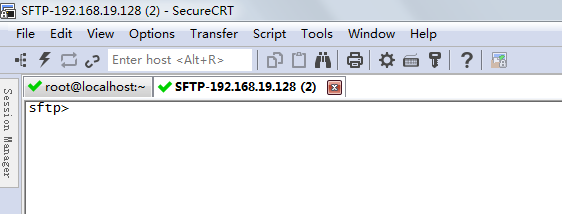 SFTP-192.168.19.128 (2) - SecureCRT
File Edit View Options Transfer Script Tools Window Help
Enter host <Alt+R>
root@localhost:~ SFTP-192.168.19.128 (2)
Session Manager
sftp>